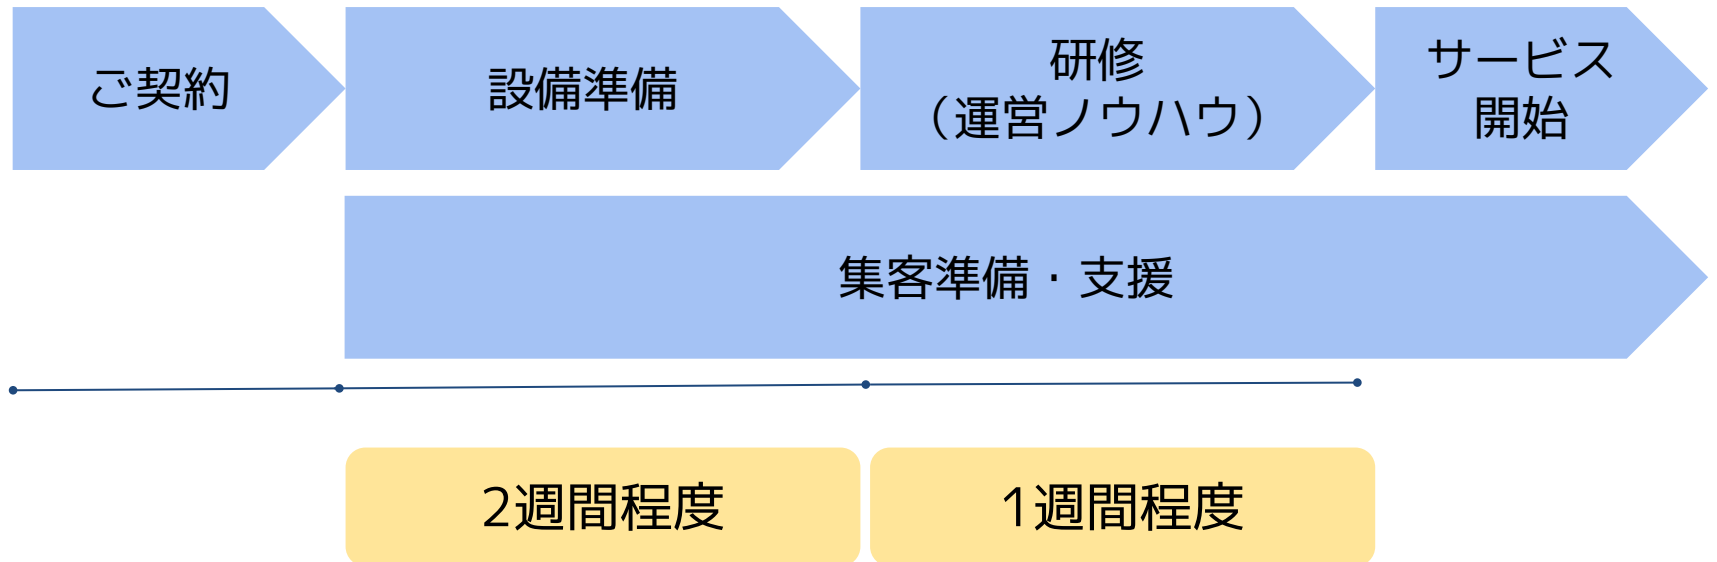 ご契約
設備準備
研修
（運営ノウハウ）
サービス
開始
集客準備・支援
2週間程度
1週間程度